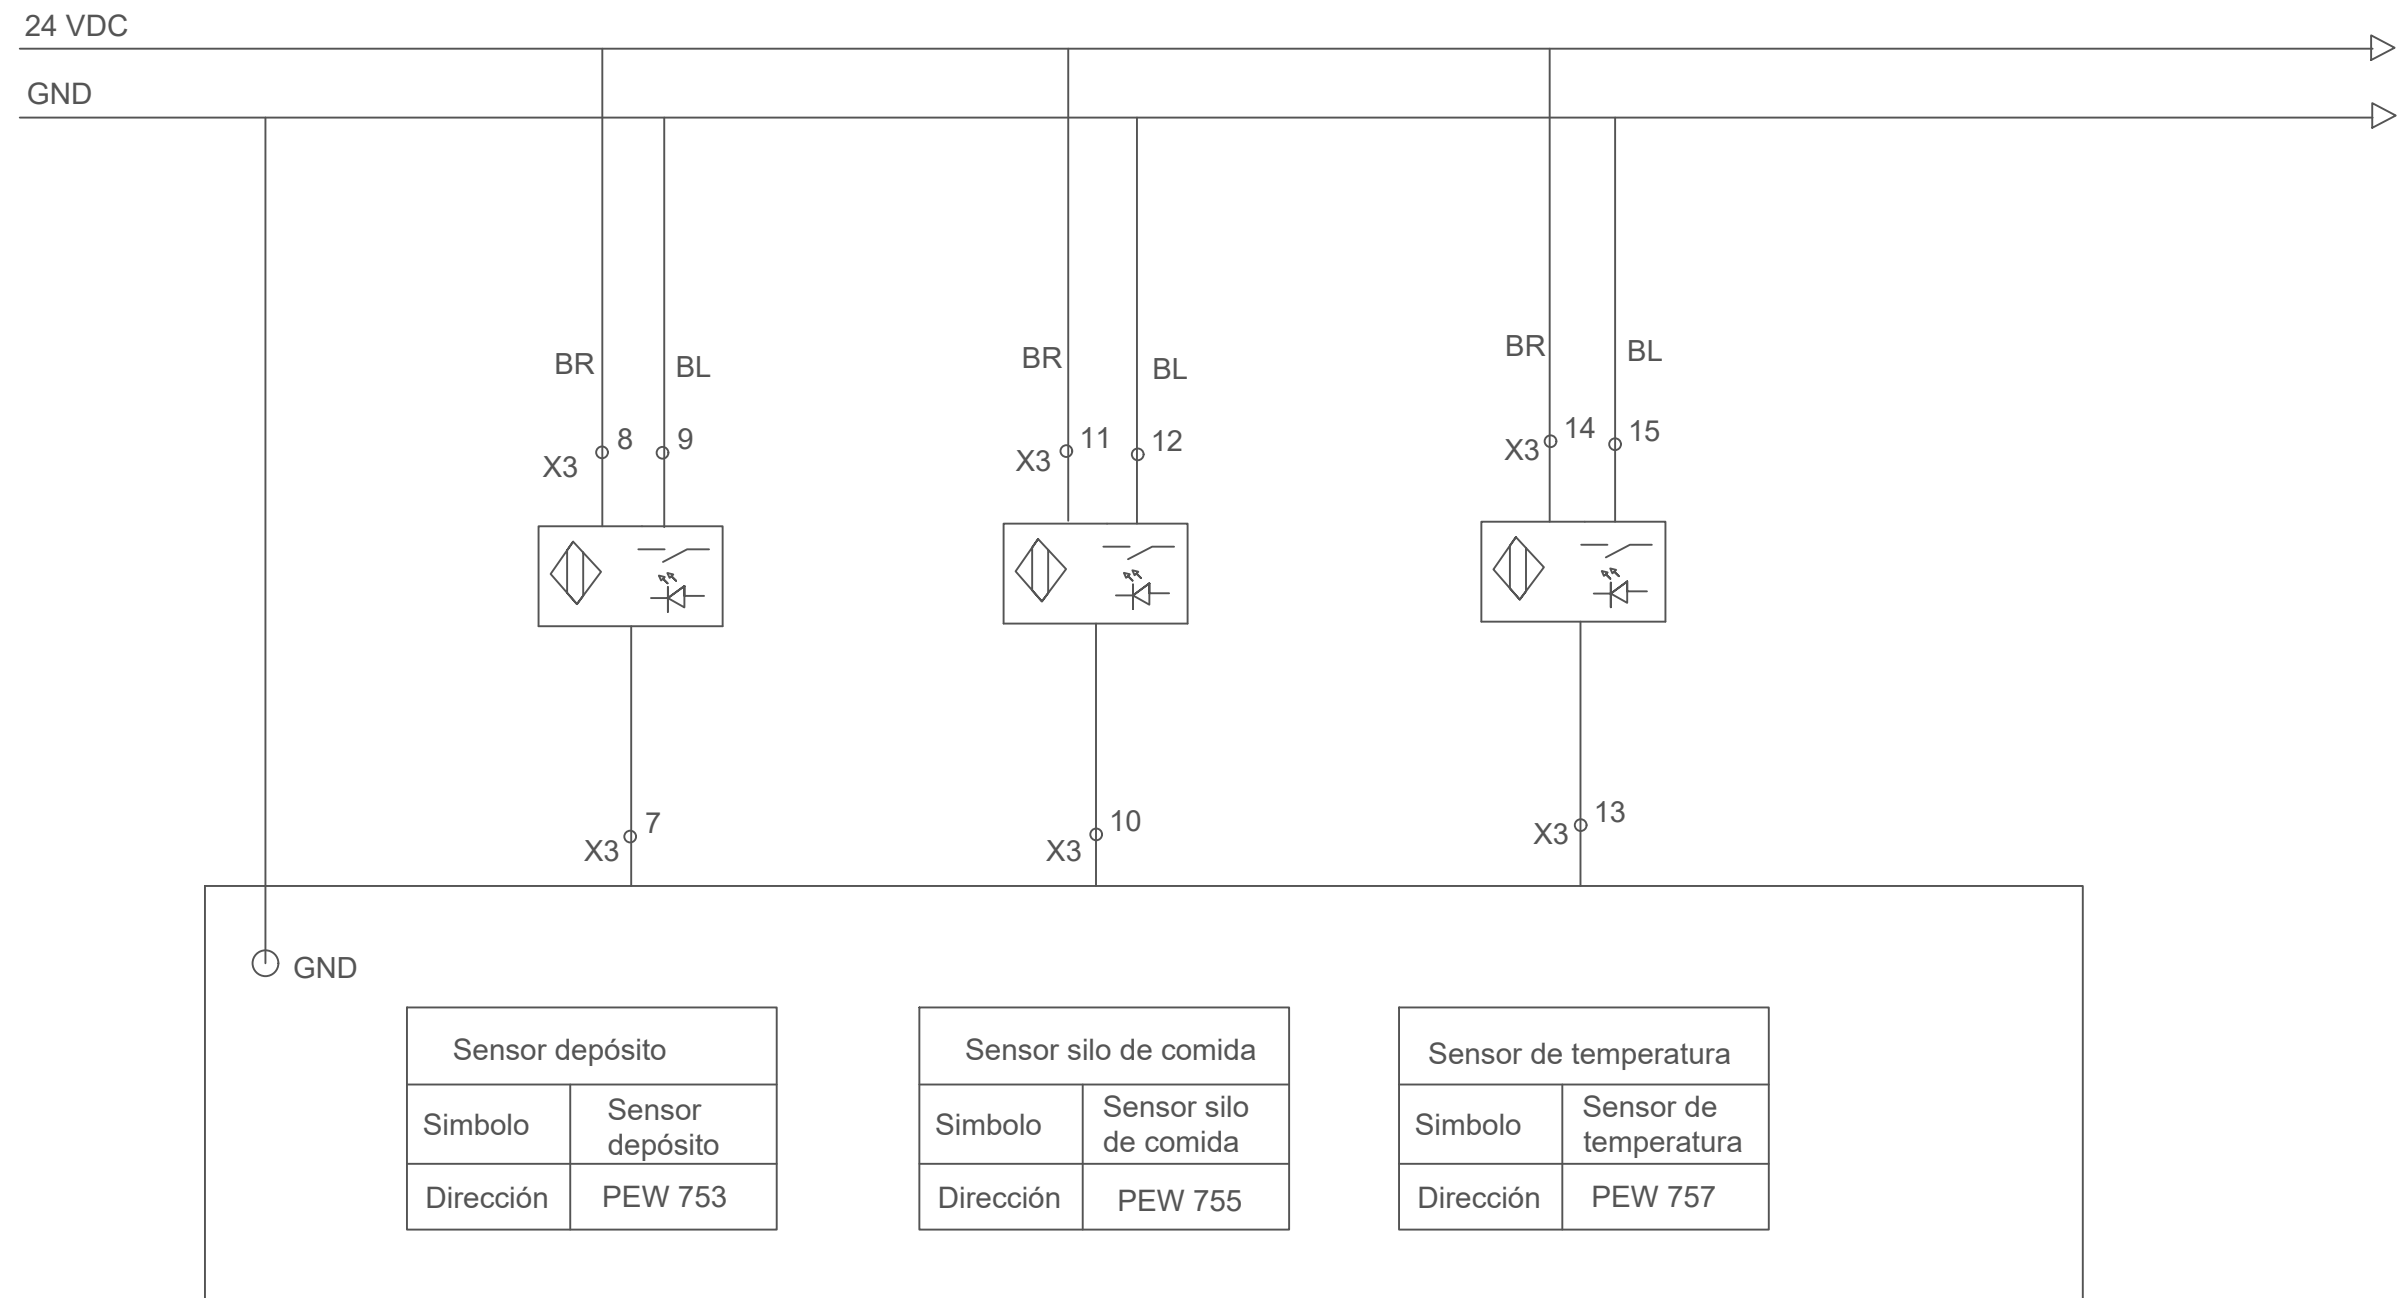 24 VDC
GND
BR
BL
X3
8
9
BR
BL
X3
11
12
BR
BL
X3
14
15
X3
7
X3
10
X3
13
GND
Sensor depósito
Simbolo
Sensor
depósito
Dirección
PEW 753
Sensor silo de comida
Simbolo
Sensor silo
de comida
Dirección
PEW 755
Sensor de temperatura
Simbolo
Sensor de
temperatura
Dirección
PEW 757